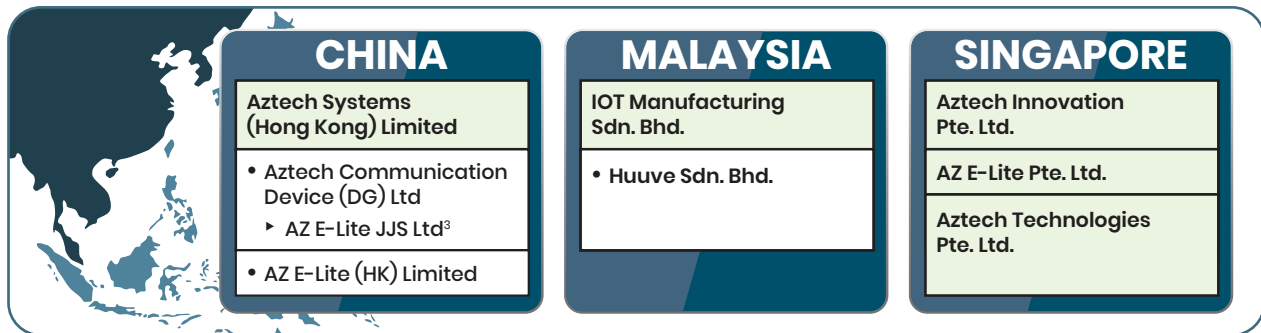 CHINA
Aztech Systems
(Hong Kong) Limited
• Aztech Communication
Device (DG) Ltd
▸ AZ E-Lite JJS Ltd³
• AZ E-Lite (HK) Limited
MALAYSIA
IOT Manufacturing
Sdn. Bhd.
• Huuve Sdn. Bhd.
SINGAPORE
Aztech Innovation
Pte. Ltd.
AZ E-Lite Pte. Ltd.
Aztech Technologies
Pte. Ltd.